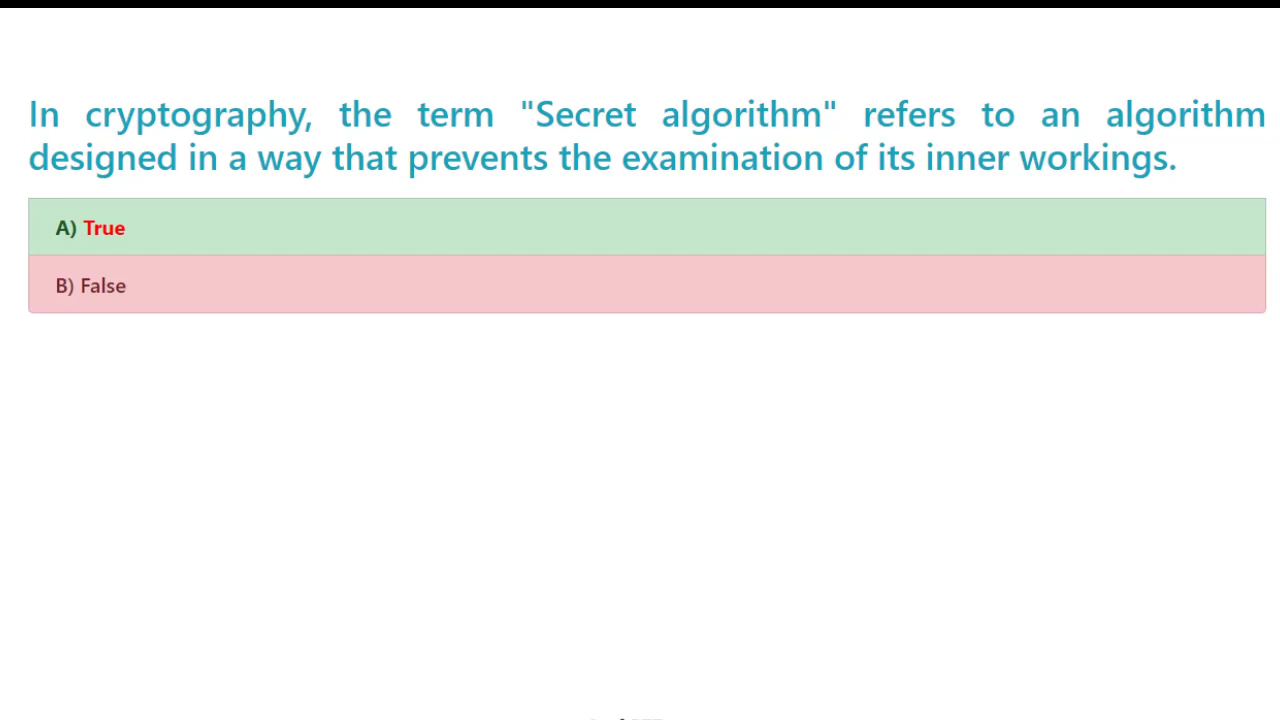 In cryptography, the term "Secret algorithm" refers to an algorithm
designed in a way that prevents the examination of its inner workings.
A) True
B) False